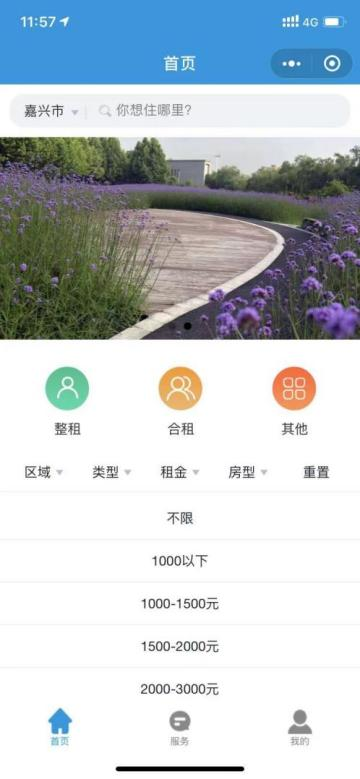 11:57
4G
首页
嘉兴市
你想住哪里?
整租
合租
其他
区域 类型 租金 房型 重置
不限
1000以下
1000-1500元
1500-2000元
2000-3000元
首页 服务 我的